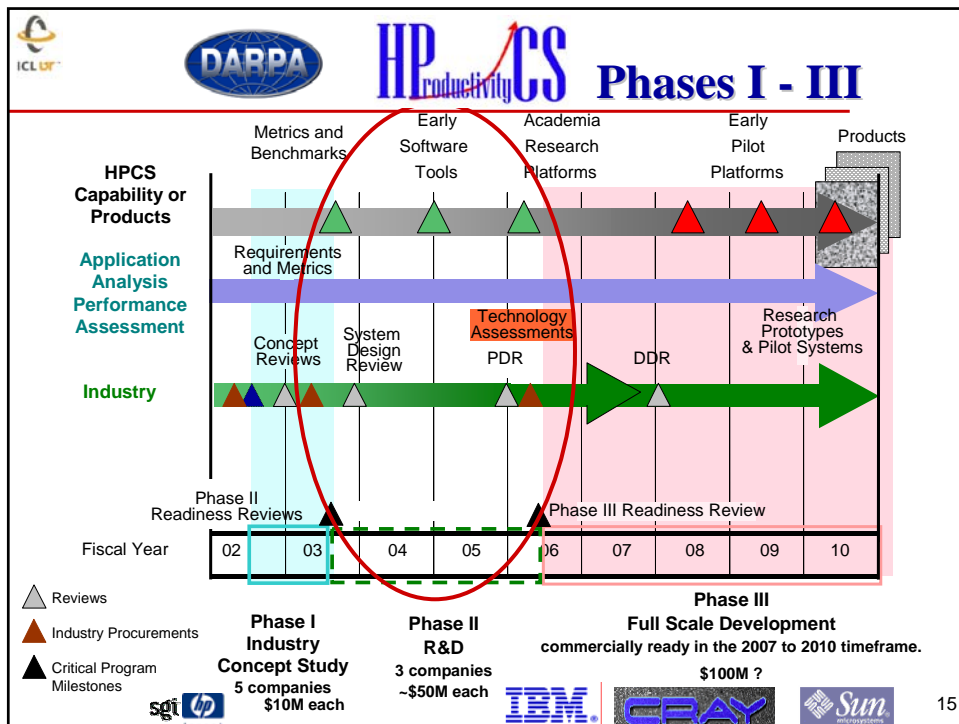 ICL UT
DARPA
HProductivityCS
Phases I - III
Metrics and
Benchmarks
Early
Software
Tools
Academia
Research
Platforms
Early
Pilot
Platforms
Products
HPCS
Capability or
Products
Application
Analysis
Performance
Assessment
Requirements
and Metrics
Concept
Reviews
System
Design
Review
Technology
Assessments
PDR
DDR
Research
Prototypes
& Pilot Systems
Industry
Phase II
Readiness Reviews
Phase III Readiness Review
Fiscal Year
02
03
04
05
06
07
08
09
10
Reviews
Industry Procurements
Critical Program
Milestones
Phase I
Industry
Concept Study
5 companies
$10M each
Phase II
R&D
3 companies
~$50M each
Phase III
Full Scale Development
commercially ready in the 2007 to 2010 timeframe.
$100M ?
sgi
hp
IBM.
CRAY
Sun
microsystems
15